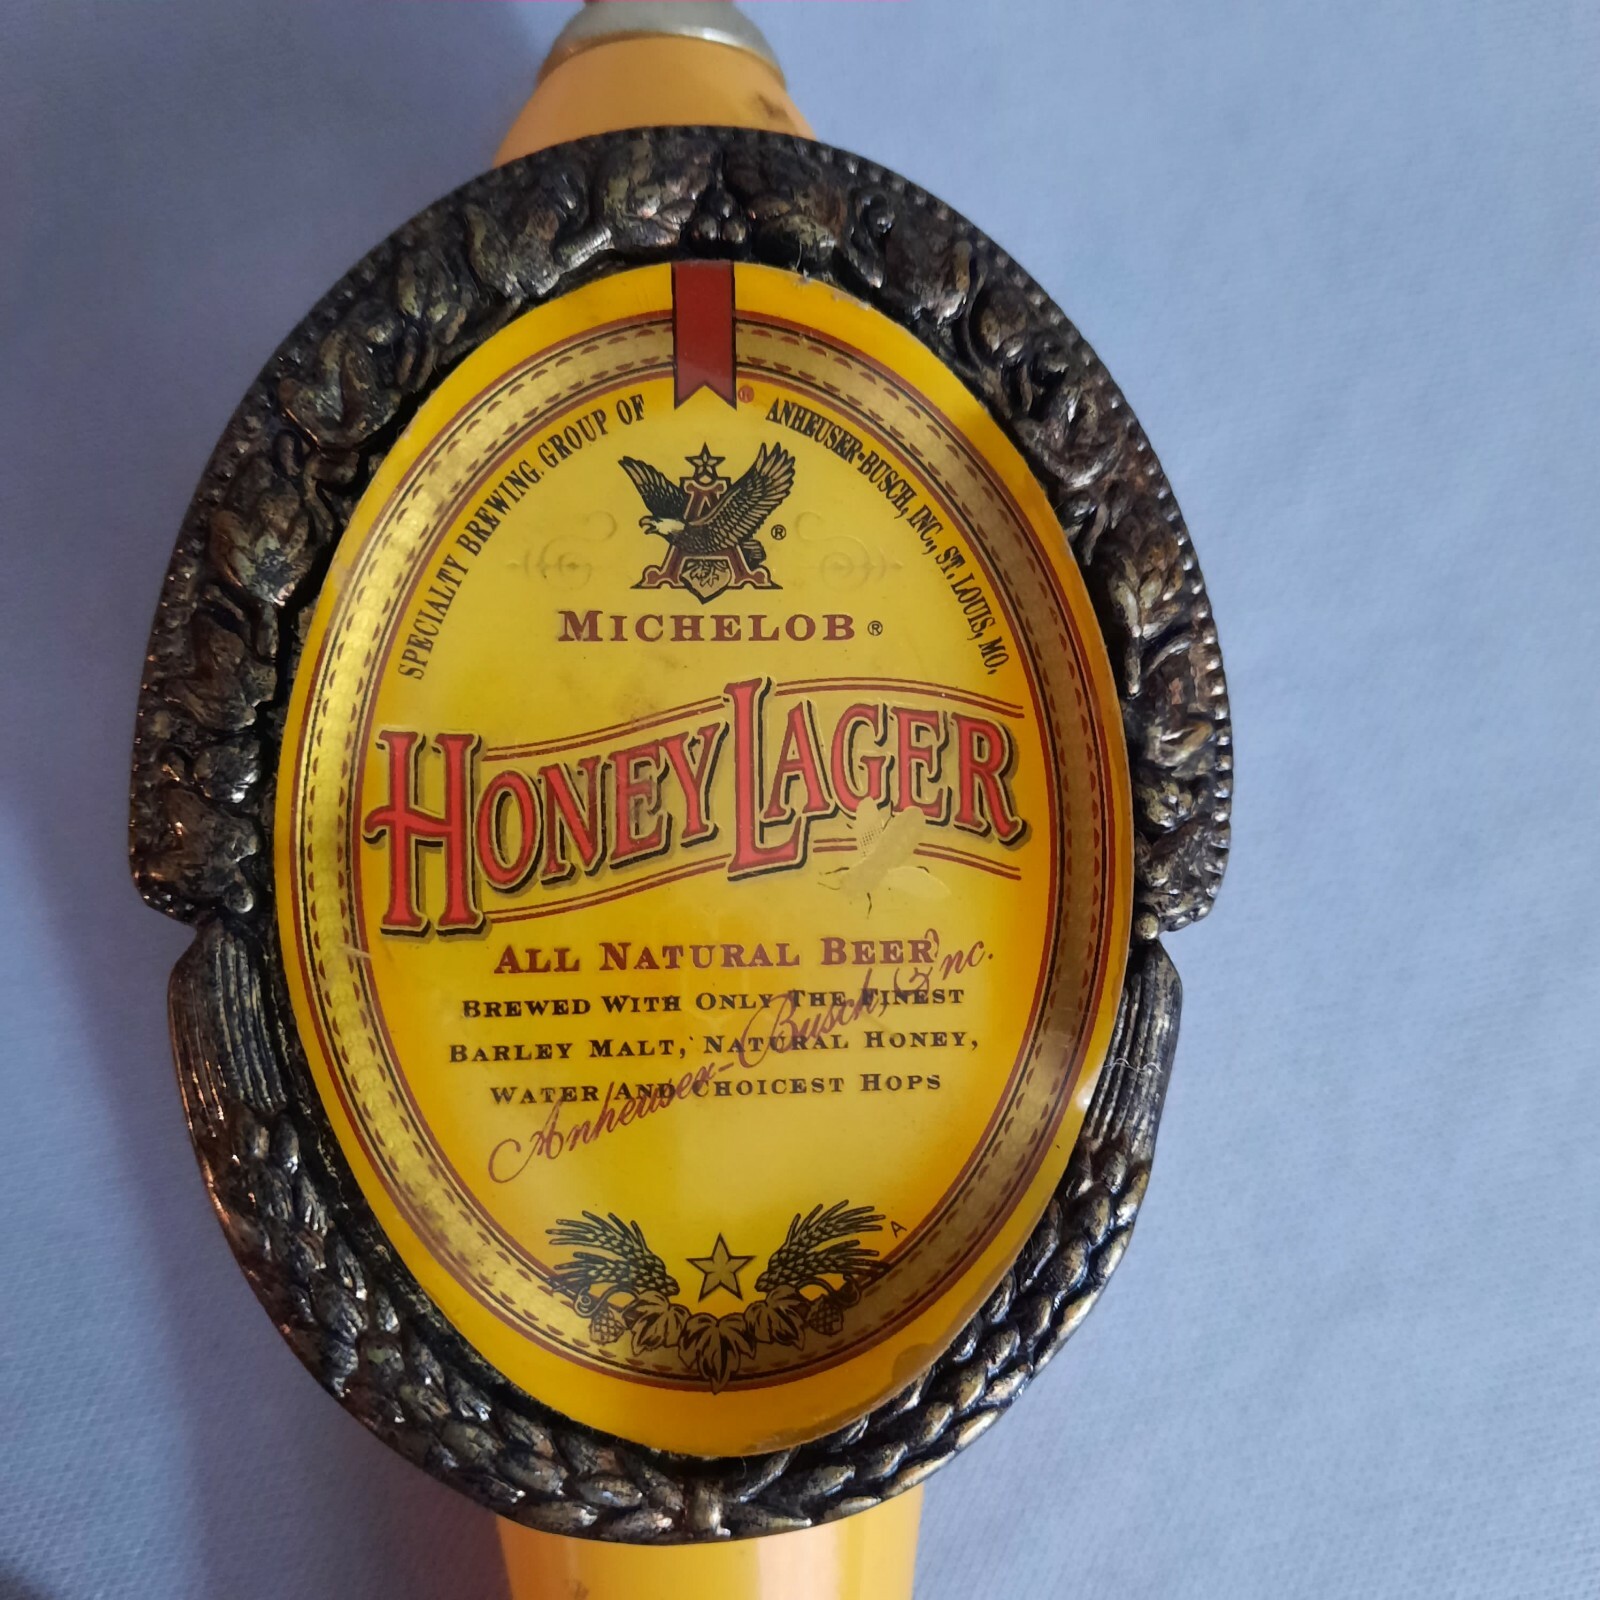 SPECIALTY BREWING GROUP OF
ANHEUSER-BUSCH, INC., ST. LOUIS, MO,
A
®
®
MICHELOB ®
HONEY LAGER
ALL NATURAL BEER
BREWED WITH ONLY THE FINEST
BARLEY MALT, NATURAL HONEY,
WATER AND CHOICEST HOPS
Anheuser-Busch, Inc.
A